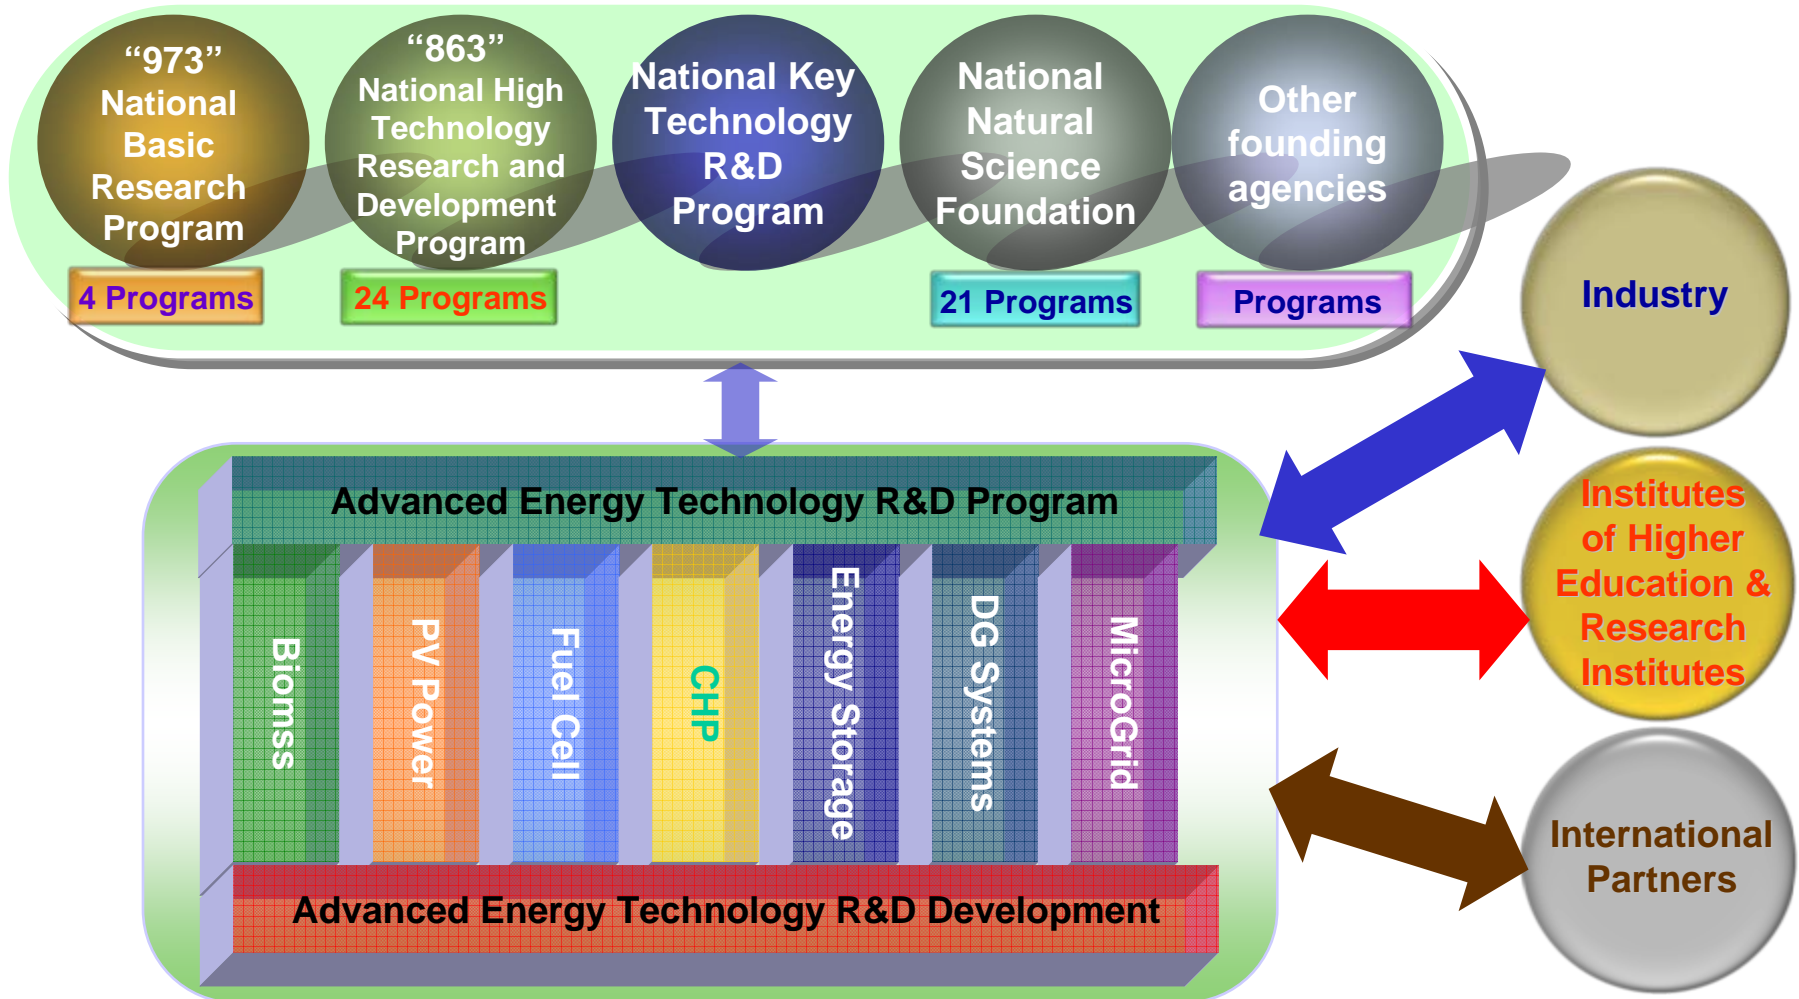 “973”
National
Basic
Research
Program
4 Programs
“863”
National High
Technology
Research and
Development
Program
24 Programs
National Key
Technology
R&D
Program
National
Natural
Science
Foundation
21 Programs
Other
founding
agencies
Programs
Industry
Institutes
of Higher
Education &
Research
Institutes
International
Partners
Advanced Energy Technology R&D Program
Biomss
PV Power
Fuel Cell
CHP
Energy Storage
DG Systems
MicroGrid
Advanced Energy Technology R&D Development